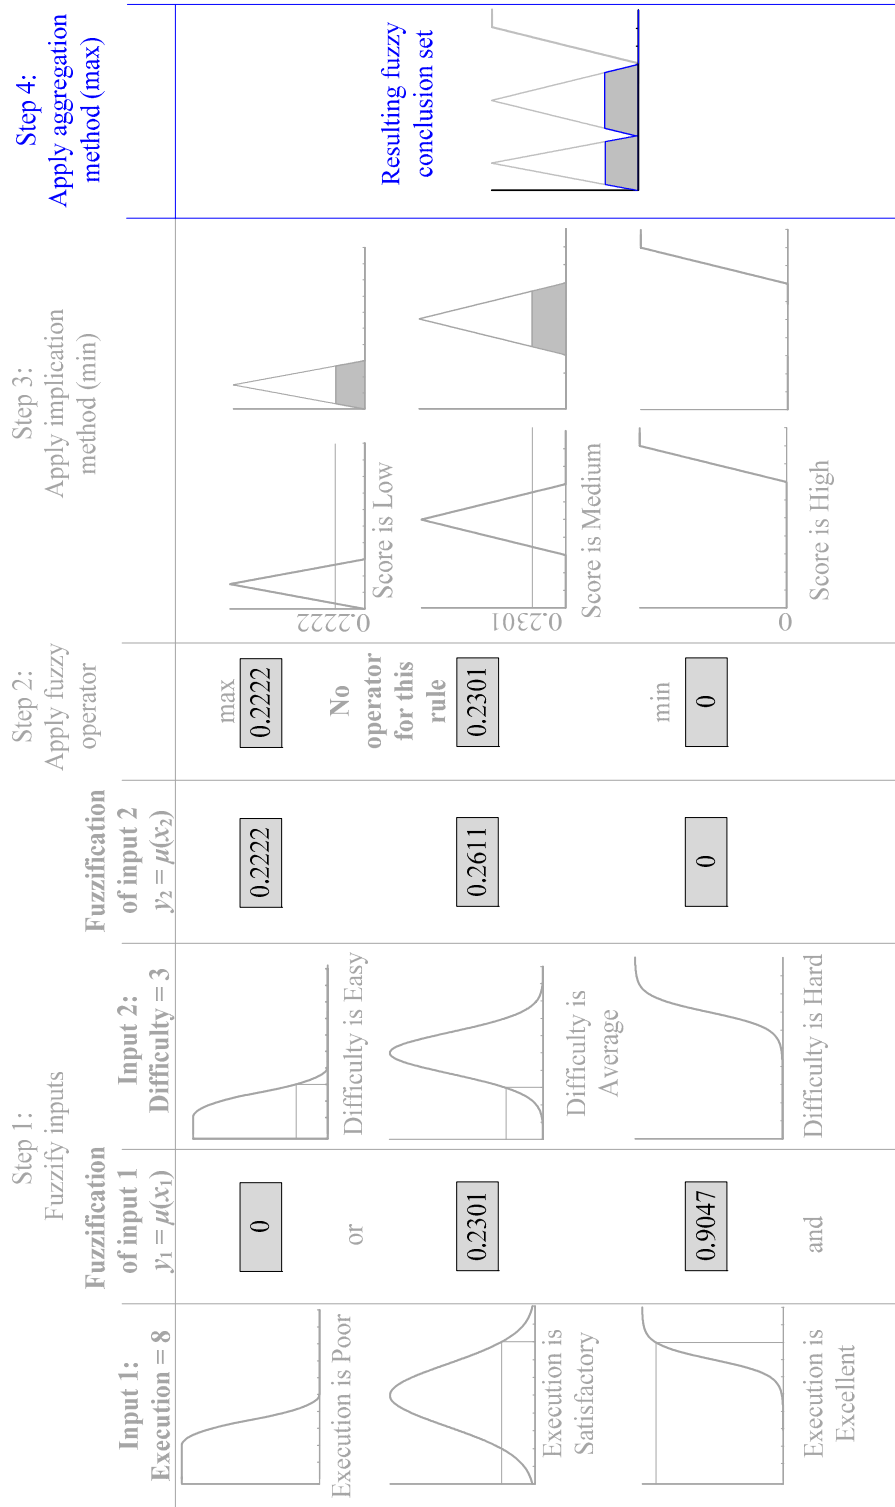 Step 1:
Fuzzify inputs
Step 2:
Apply fuzzy
operator
Step 3:
Apply implication
method (min)
Step 4:
Apply aggregation
method (max)
Input 1:
Execution = 8
Fuzzification
of input 1
y₁ = μ(x₁)
Input 2:
Difficulty = 3
Fuzzification
of input 2
y₂ = μ(x₂)
Execution is Poor
0
or
Difficulty is Easy
0.2222
max
0.2222
0.2222
Score is Low
Execution is
Satisfactory
0.2301
Difficulty is
Average
0.2611
No
operator
for this
rule
0.2301
0.2301
Score is Medium
Execution is
Excellent
0.9047
and
Difficulty is Hard
0
min
0
0
Score is High
Resulting fuzzy
conclusion set